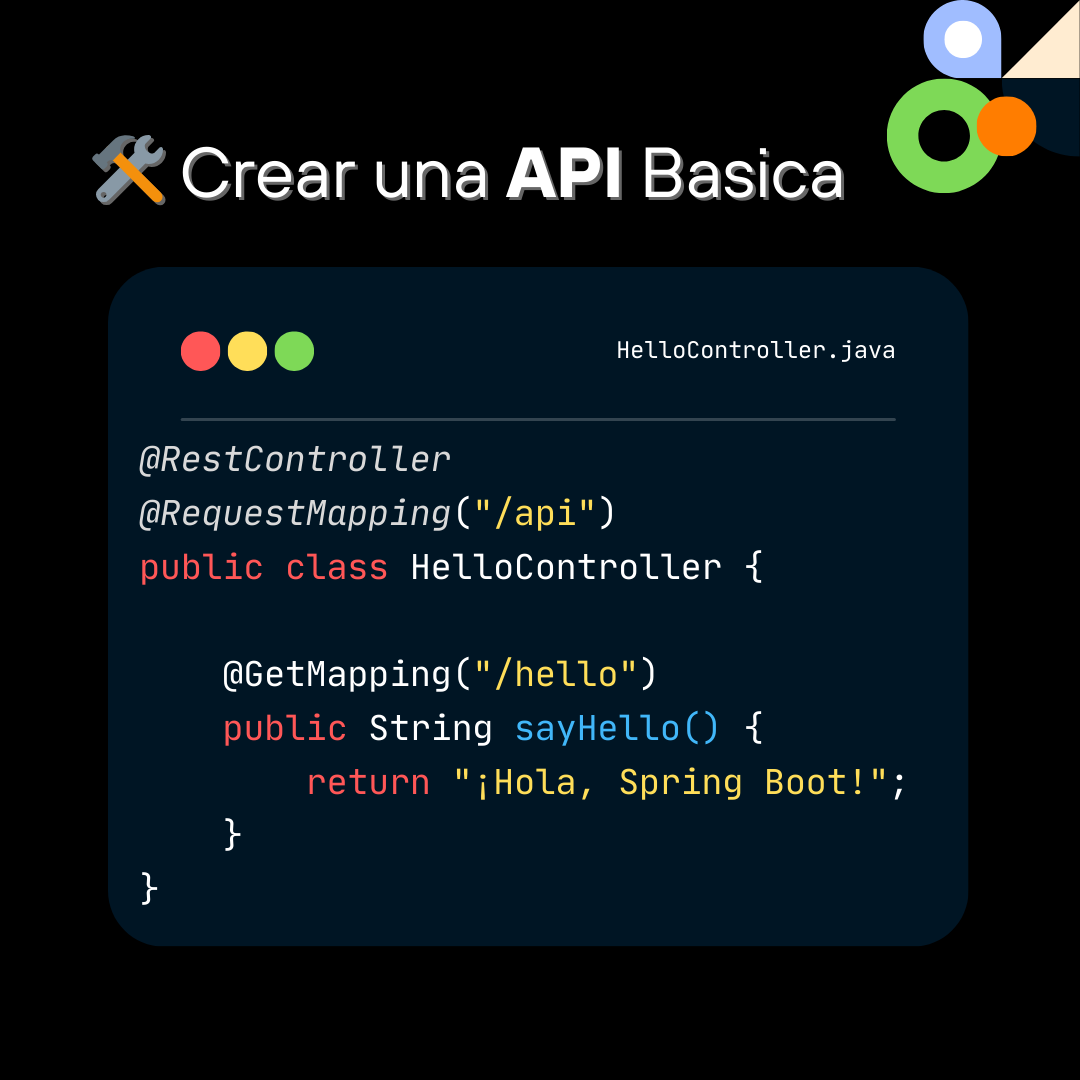 Crear una API Basica
HelloController.java
@RestController
@RequestMapping("/api")
public class HelloController {
@GetMapping("/hello")
public String sayHello() {
return "¡Hola, Spring Boot!";
}
}